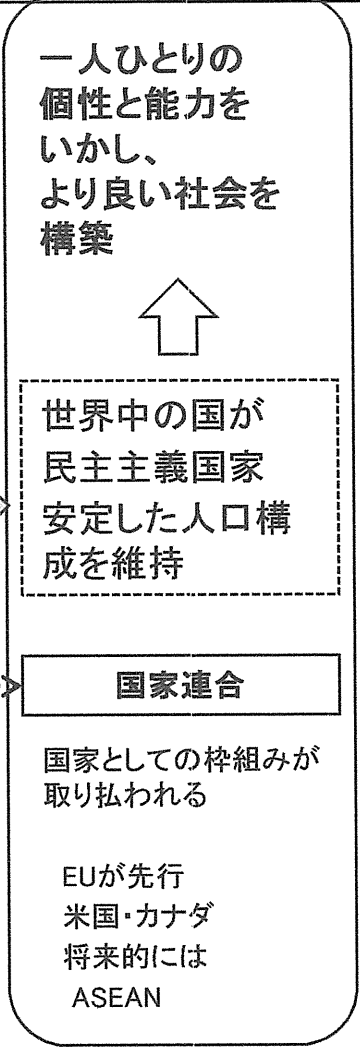 一人ひとりの
個性と能力を
いかし、
より良い社会を
構築
世界中の国が
民主主義国家
安定した人口構
成を維持
国家連合
国家としての枠組みが
取り払われる
EUが先行
米国・カナダ
将来的には
ASEAN